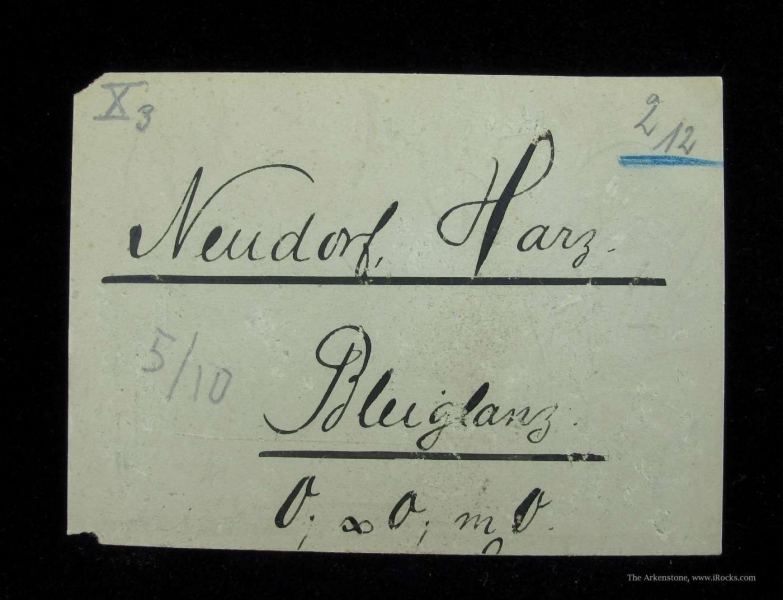 X3
2 12
Neudorf, Harz.
5/10
Bleiglanz.
O; ∞O; mO.
The Arkenstone, www.iRocks.com